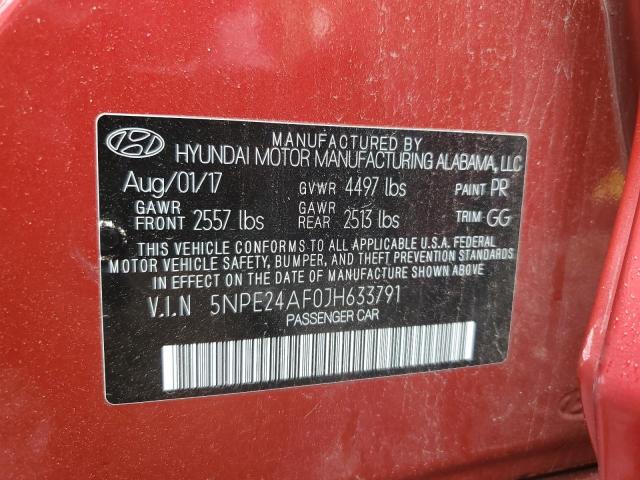 MANUFACTURED BY
HYUNDAI MOTOR MANUFACTURING ALABAMA, LLC
Aug/01/17 GVWR 4497 lbs PAINT PR
GAWR FRONT 2557 lbs GAWR REAR 2513 lbs TRIM GG
THIS VEHICLE CONFORMS TO ALL APPLICABLE U.S.A. FEDERAL
MOTOR VEHICLE SAFETY, BUMPER, AND THEFT PREVENTION
STANDARDS IN EFFECT ON THE DATE OF MANUFACTURE SHOWN ABOVE.
V.I.N 5NPE24AF0JH633791
PASSENGER CAR